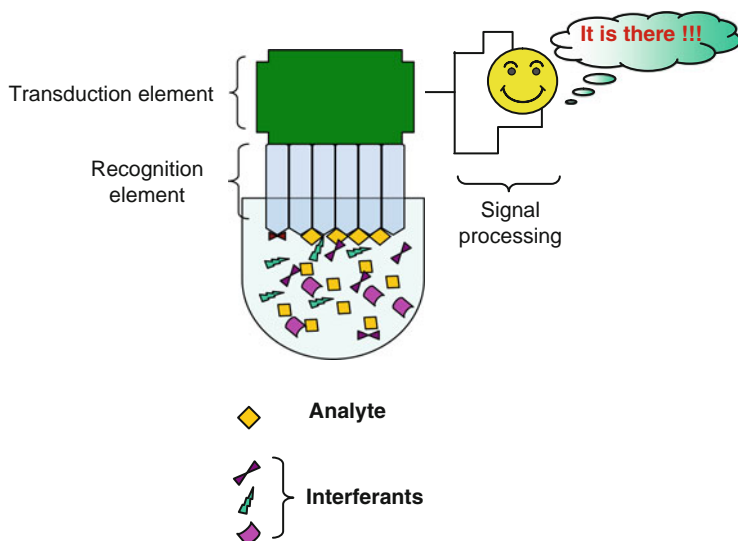 It is there !!!
Transduction element
Recognition
element
Signal
processing
Analyte
Interferants